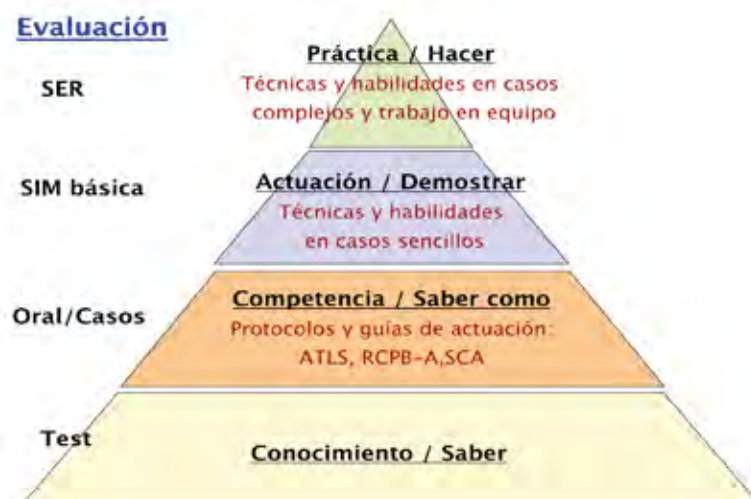 Evaluación
Práctica / Hacer
SER
Técnicas y habilidades en casos
complejos y trabajo en equipo
SIM básica
Actuación / Demostrar
Técnicas y habilidades
en casos sencillos
Oral/Casos
Competencia / Saber como
Protocolos y guías de actuación:
ATLS, RCPB-A,SCA
Test
Conocimiento / Saber